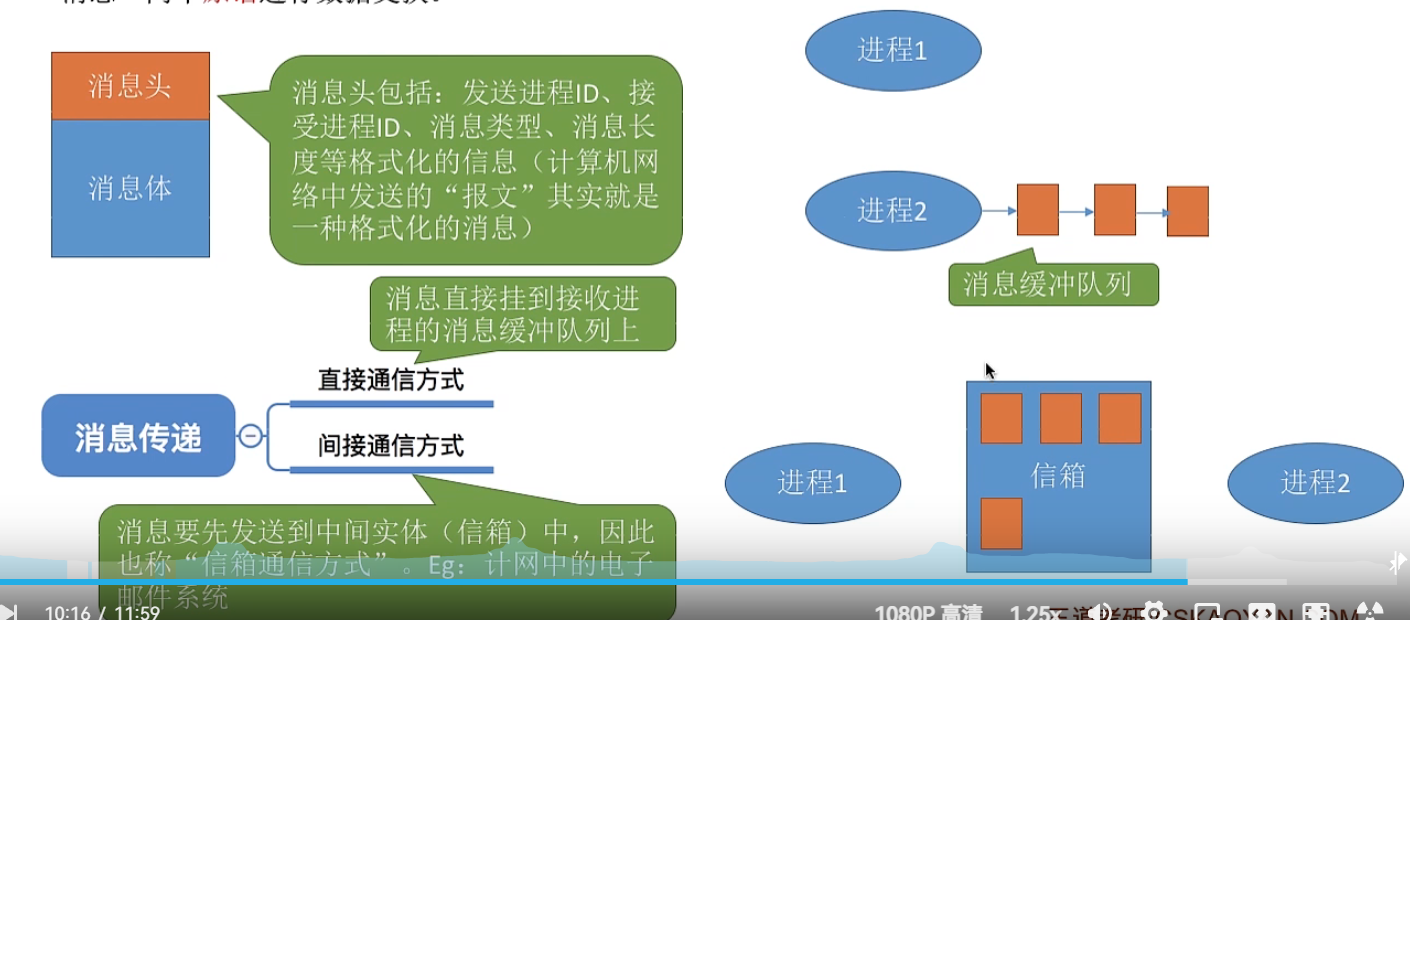 消息头
消息体
消息头包括：发送进程ID、接
受进程ID、消息类型、消息长
度等格式化的信息（计算机网
络中发送的“报文”其实就是
一种格式化的消息）
消息直接挂到接收进
程的消息缓冲队列上
直接通信方式
消息传递
间接通信方式
消息要先发送到中间实体（信箱）中，因此
也称“信箱通信方式”。Eg：计网中的电子
邮件系统
进程1
进程2
消息缓冲队列
进程1
信箱
进程2
10:16 / 11:59
1080P 高清
1.25x